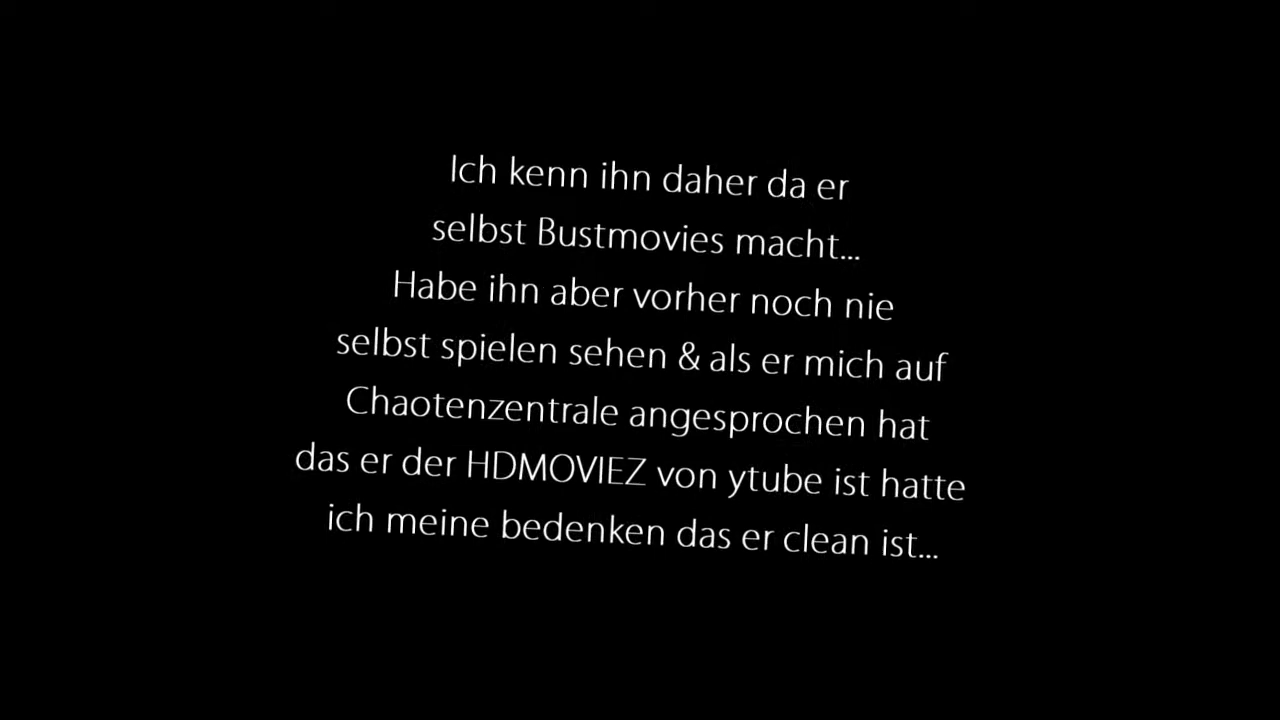 Ich kenn ihn daher da er
selbst Bustmovies macht...
Habe ihn aber vorher noch nie
selbst spielen sehen & als er mich auf
Chaotenzentrale angesprochen hat
das er der HDMOVIEZ von ytube ist hatte
ich meine bedenken das er clean ist...